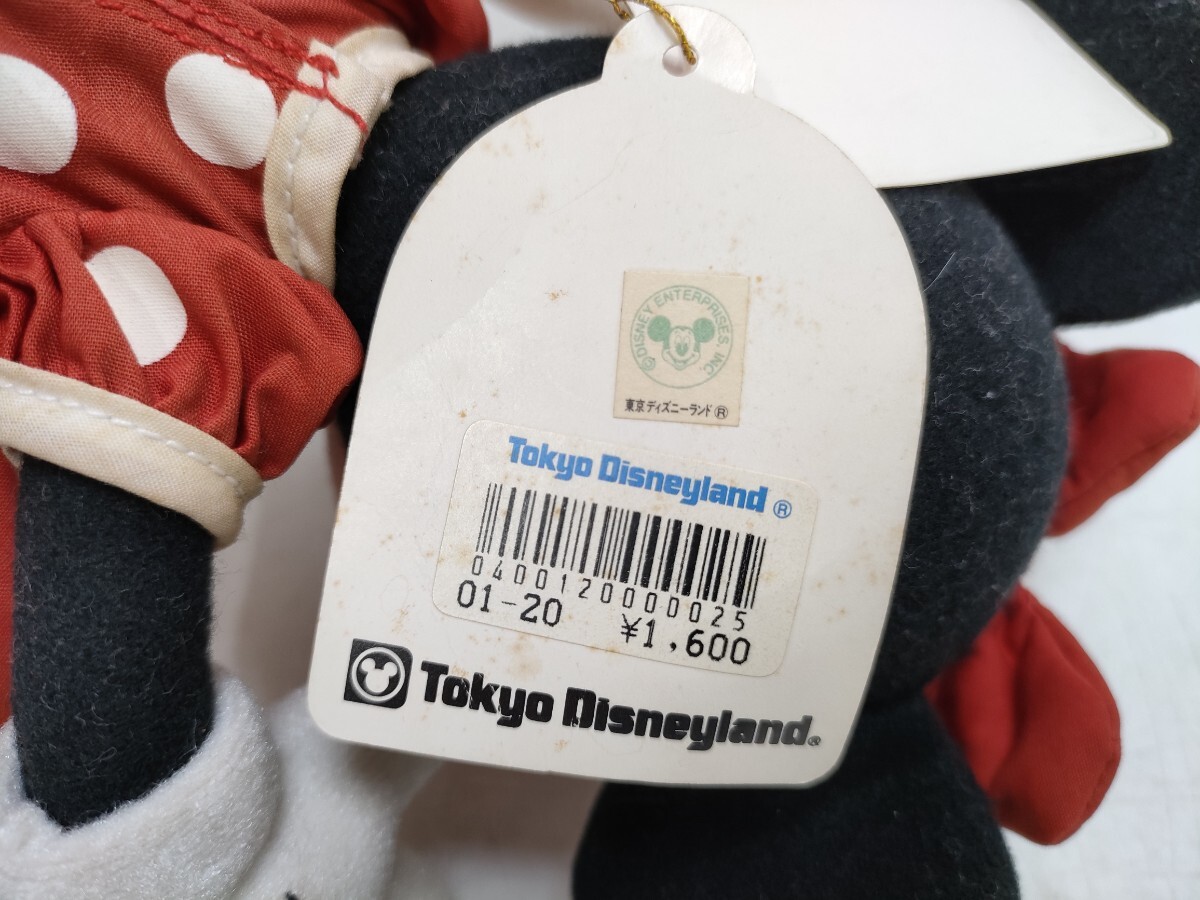 ©DISNEY ENTERPRISES, INC.
東京ディズニーランド®
Tokyo Disneyland®
0400120000025
01-20 ¥1,600
Tokyo Disneyland®